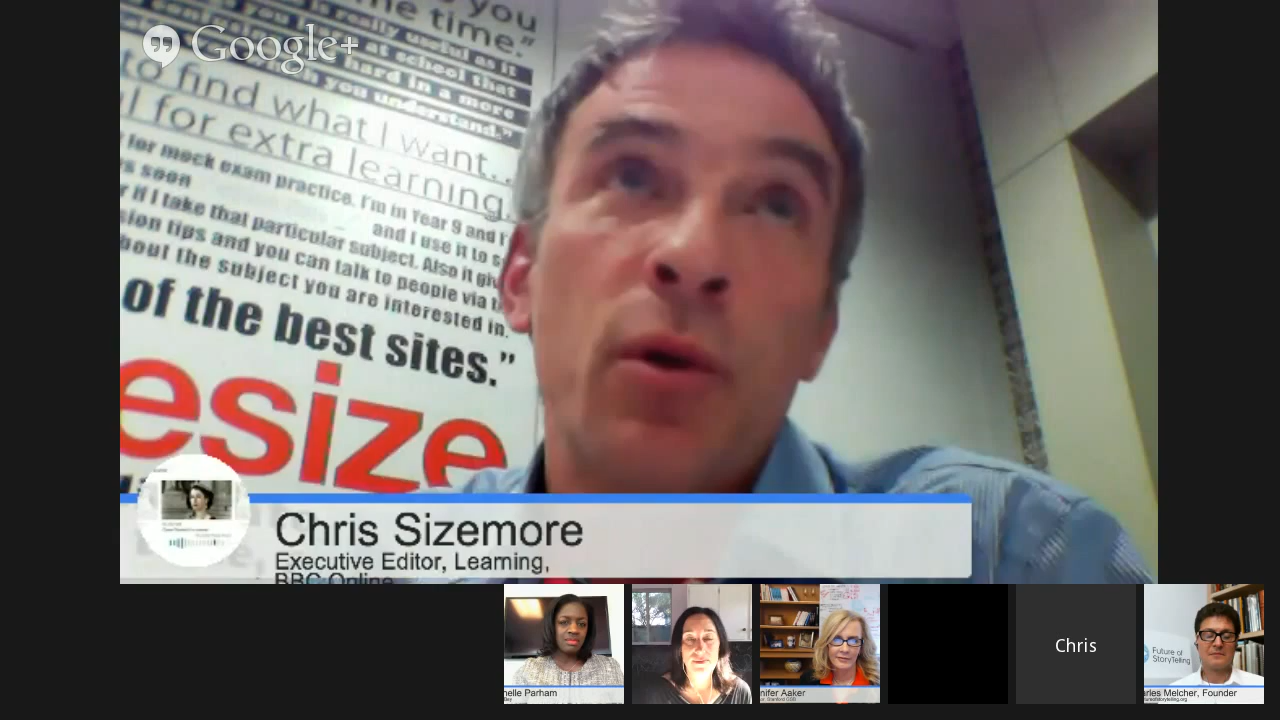 Google+
you
me time.”
is really useful as it
at school that
hard in a more
you understand.”
to find what I want..
for extra learning.
for mock exam practice. I'm in Year 9 and I
's soon and I use it to
if I take that particular subject. Also it
sion tips and you can talk to people via
bout the subject you are interested in.
of the best sites.”
esize
Chris Sizemore
Executive Editor, Learning,
BBC Online
elle Parham
nifer Aaker
Chris
Future of
StoryTelling
rles Melcher, Founder